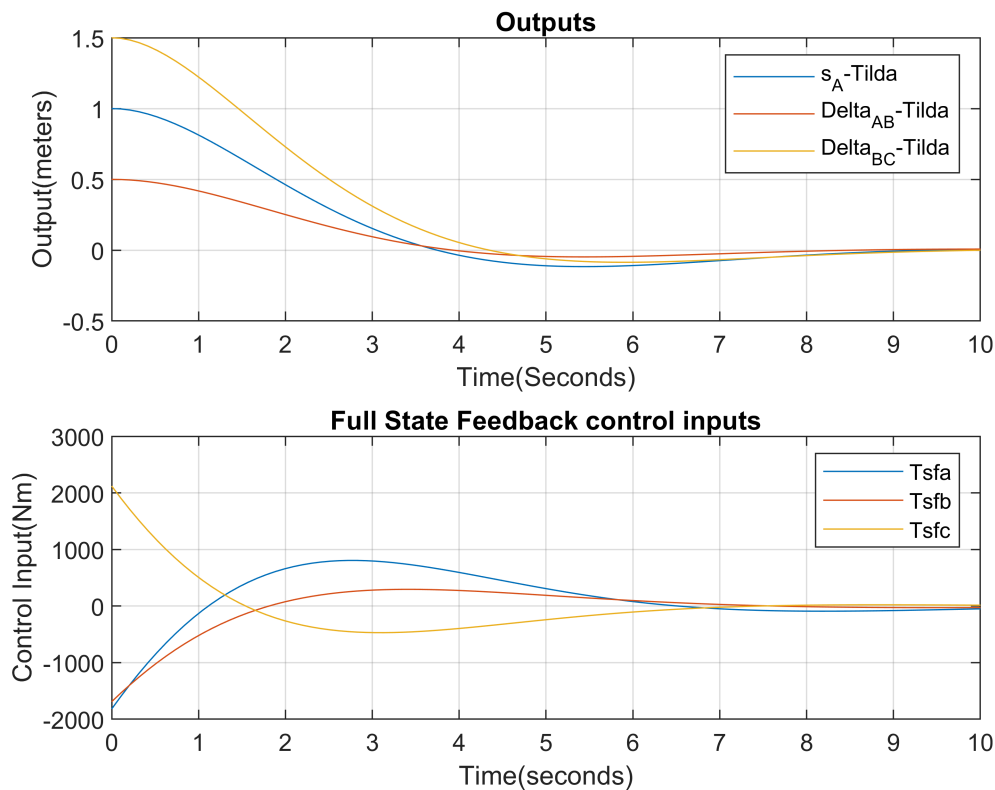 Outputs
1.5
1
0.5
0
-0.5
Output(meters)
s_A-Tilda
Delta_AB-Tilda
Delta_BC-Tilda
0 1 2 3 4 5 6 7 8 9 10
Time(Seconds)
Full State Feedback control inputs
3000
2000
1000
0
-1000
-2000
Control Input(Nm)
Tsfa
Tsfb
Tsfc
0 1 2 3 4 5 6 7 8 9 10
Time(seconds)